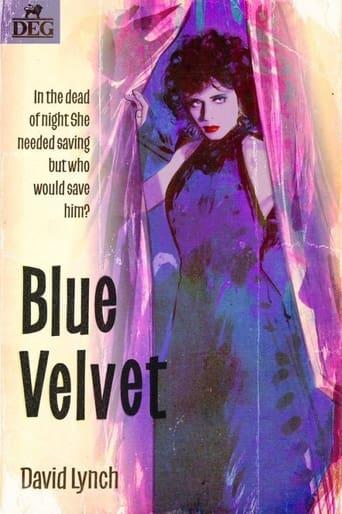 DEG
In the dead
of night She
needed saving
but who
would save
him?
Blue
Velvet
David Lynch